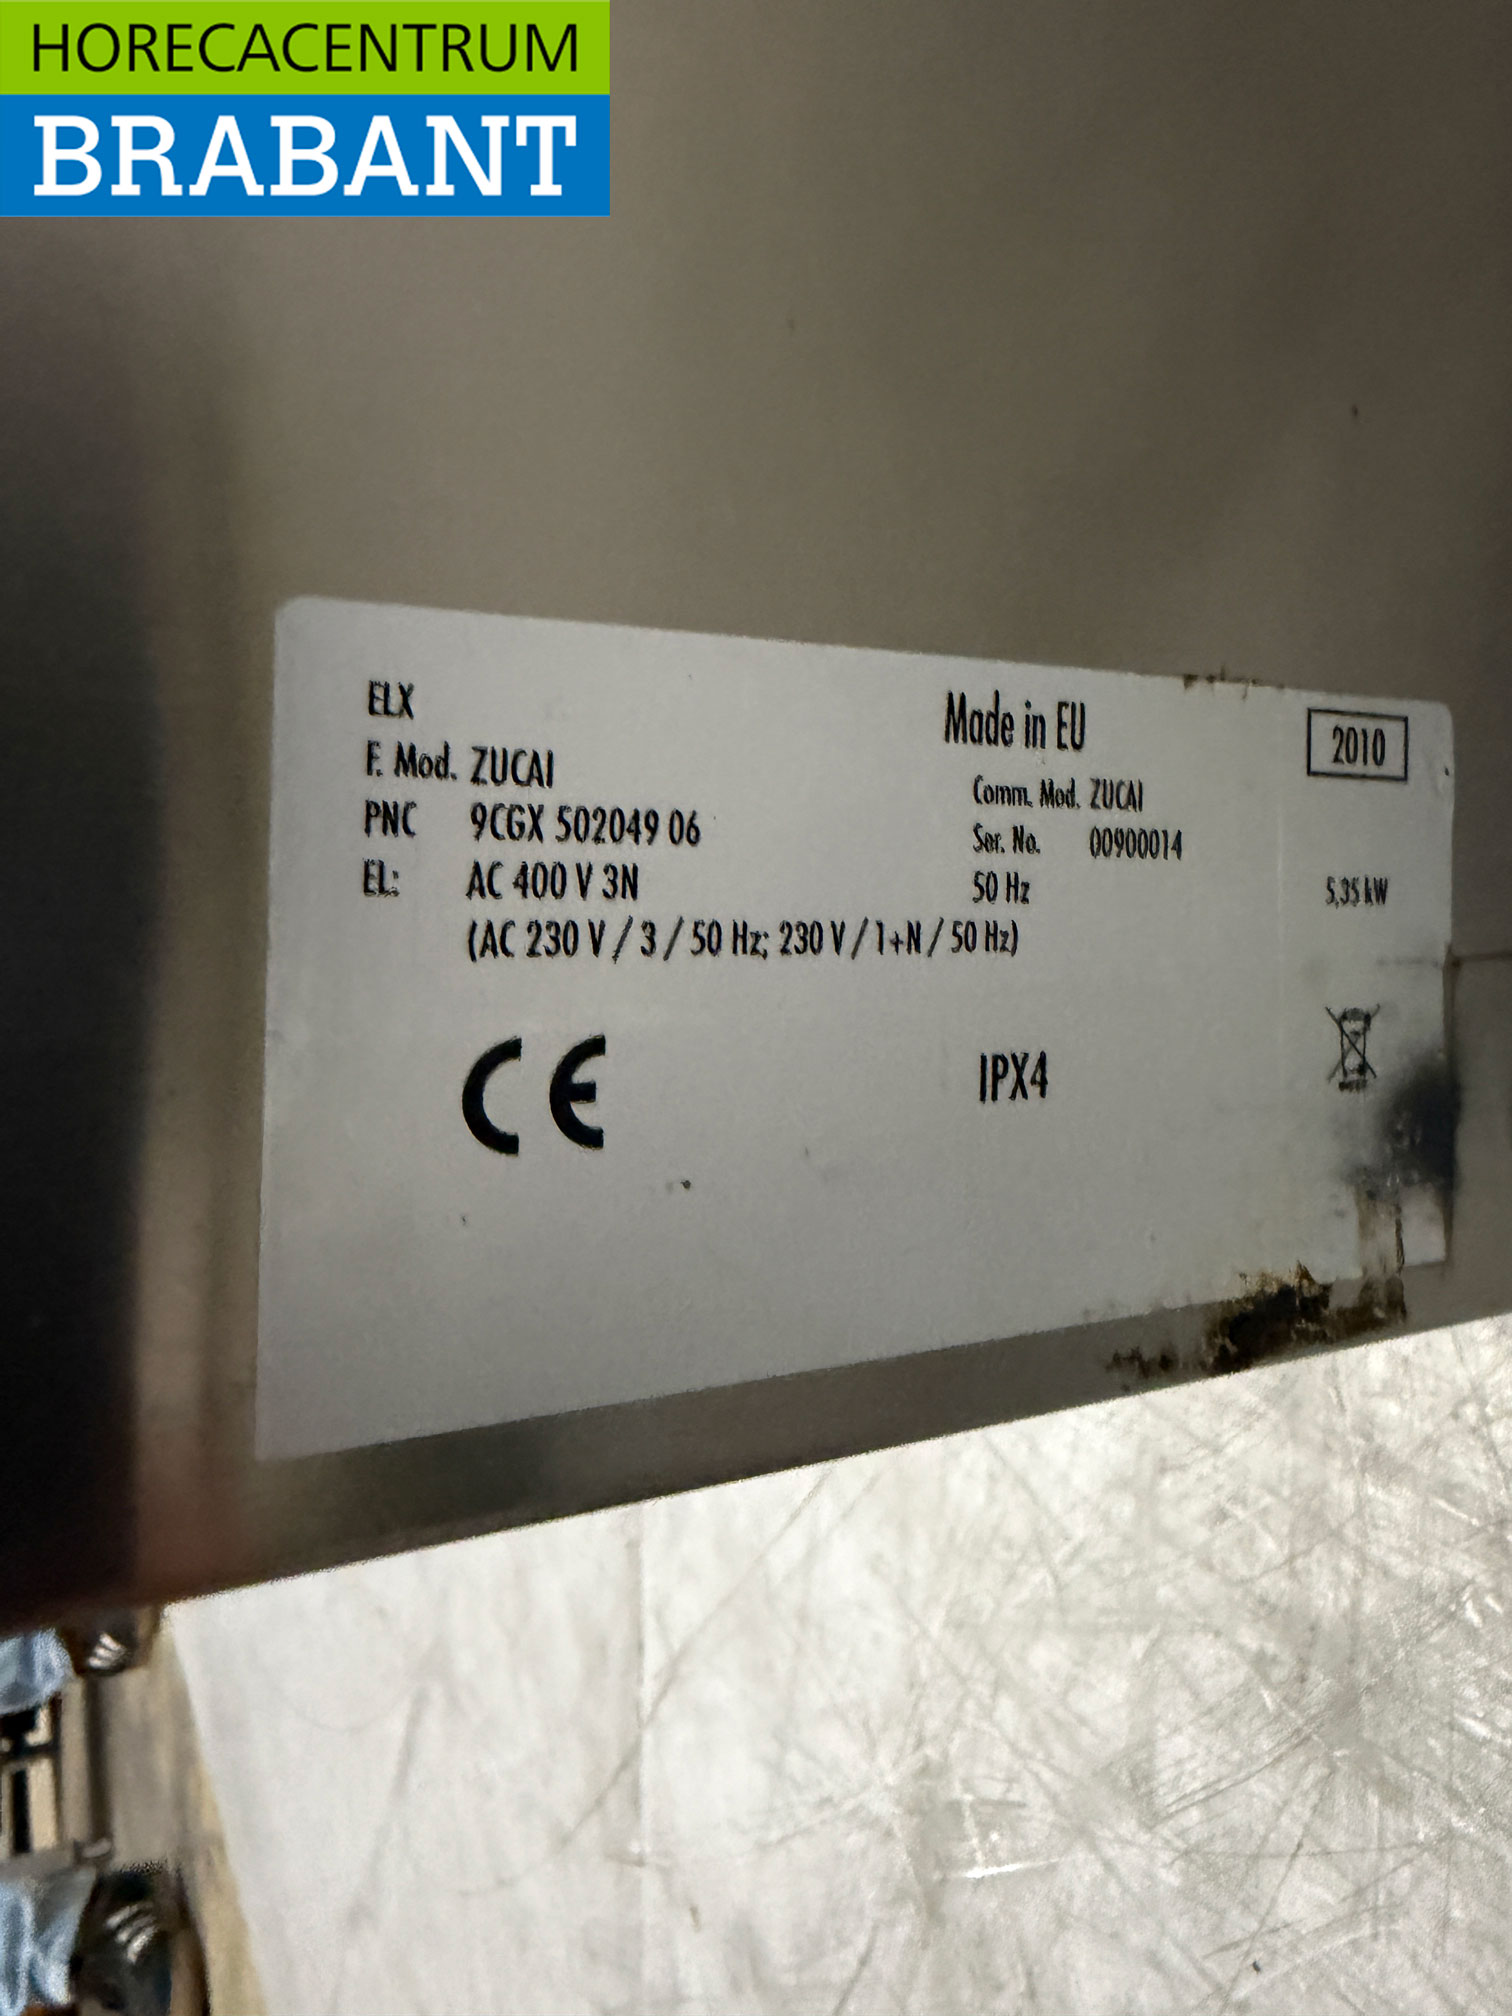 HORECACENTRUM
BRABANT
ELX
Made in EU
2010
F. Mod. ZUCAI
Comm. Mod. ZUCAI
PNC 9CGX 502049 06
Ser. No. 00900014
EL: AC 400 V 3N
50 Hz
5,35 kW
(AC 230 V / 3 / 50 Hz; 230 V / 1+N / 50 Hz)
CE
IPX4